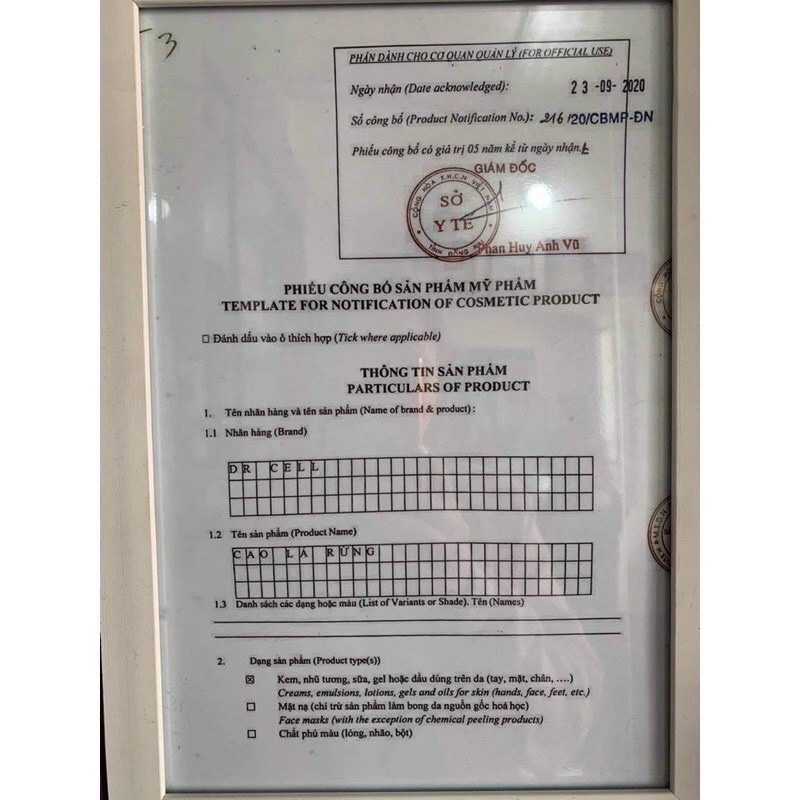 3
PHẦN DÀNH CHO CƠ QUAN QUẢN LÝ (FOR OFFICIAL USE)
Ngày nhận (Date acknowledged): 23-09-2020
Số công bố (Product Notification No.): 216/20/CBMP-ĐN
Phiếu công bố có giá trị 05 năm kể từ ngày nhận.
GIÁM ĐỐC
CỘNG HÒA X.H.C.N VIỆT NAM
SỞ
Y TẾ
TỈNH ĐỒNG NAI
Phan Huy Anh Vũ
PHIẾU CÔNG BỐ SẢN PHẨM MỸ PHẨM
TEMPLATE FOR NOTIFICATION OF COSMETIC PRODUCT
Đánh dấu vào ô thích hợp (Tick where applicable)
THÔNG TIN SẢN PHẨM
PARTICULARS OF PRODUCT
1. Tên nhãn hàng và tên sản phẩm (Name of brand & product) :
1.1 Nhãn hàng (Brand)
DR CELL
1.2 Tên sản phẩm (Product Name)
CAO LÁ RỪNG
1.3 Danh sách các dạng hoặc màu (List of Variants or Shade). Tên (Names)
2. Dạng sản phẩm (Product type(s))
Kem, nhũ tương, sữa, gel hoặc dầu dùng trên da (tay, mặt, chân, ….)
Creams, emulsions, lotions, gels and oils for skin (hands, face, feet, etc.)
Mặt nạ (chỉ trừ sản phẩm làm bong da nguồn gốc hoá học)
Face masks (with the exception of chemical peeling products)
Chất phủ màu (lỏng, nhão, bột)